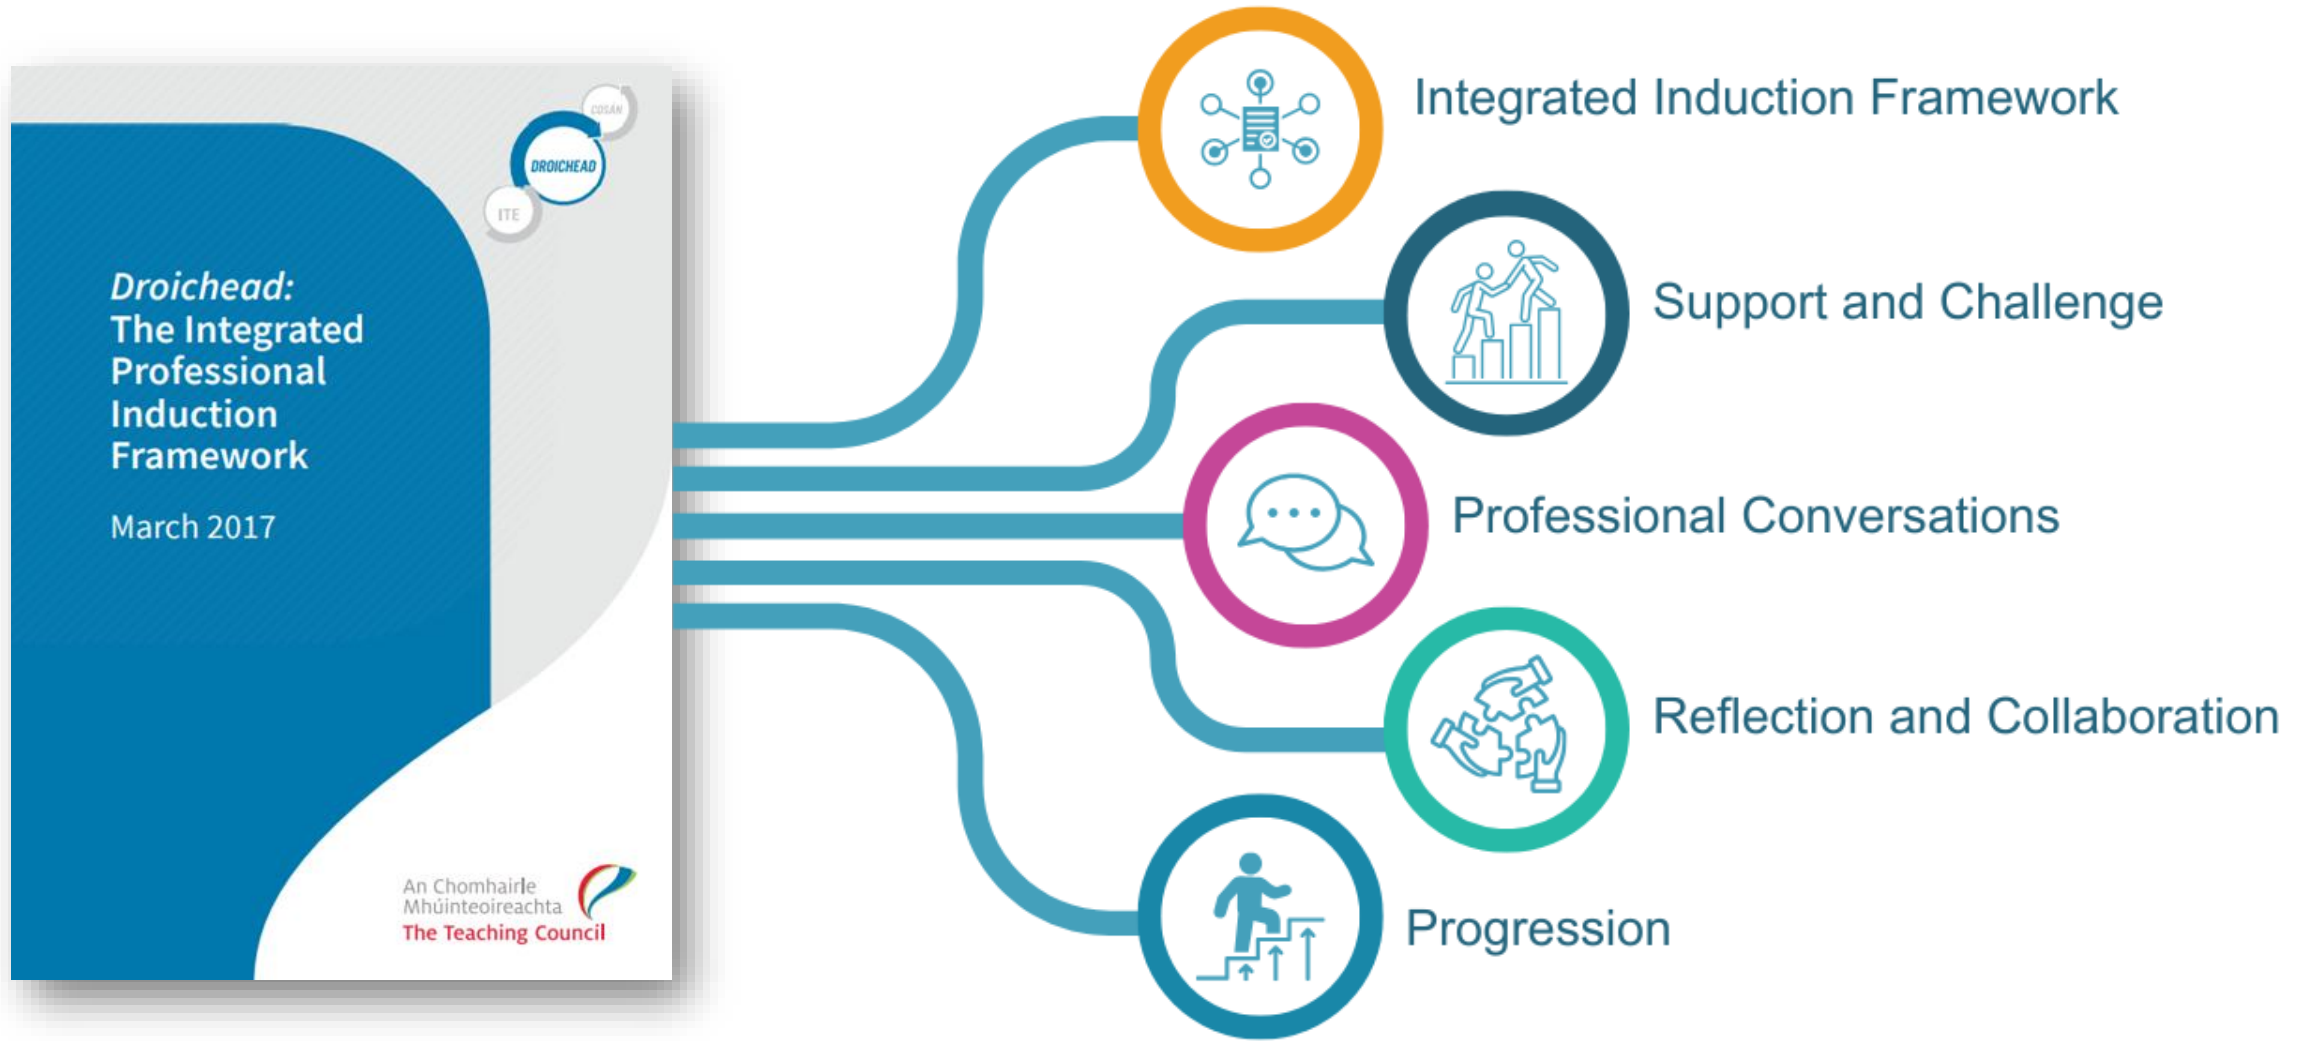 COSÁN
DROICHEAD
ITE
Droichead:
The Integrated
Professional
Induction
Framework
March 2017
An Chomhairle
Mhúinteoireachta
The Teaching Council
Integrated Induction Framework
Support and Challenge
Professional Conversations
Reflection and Collaboration
Progression